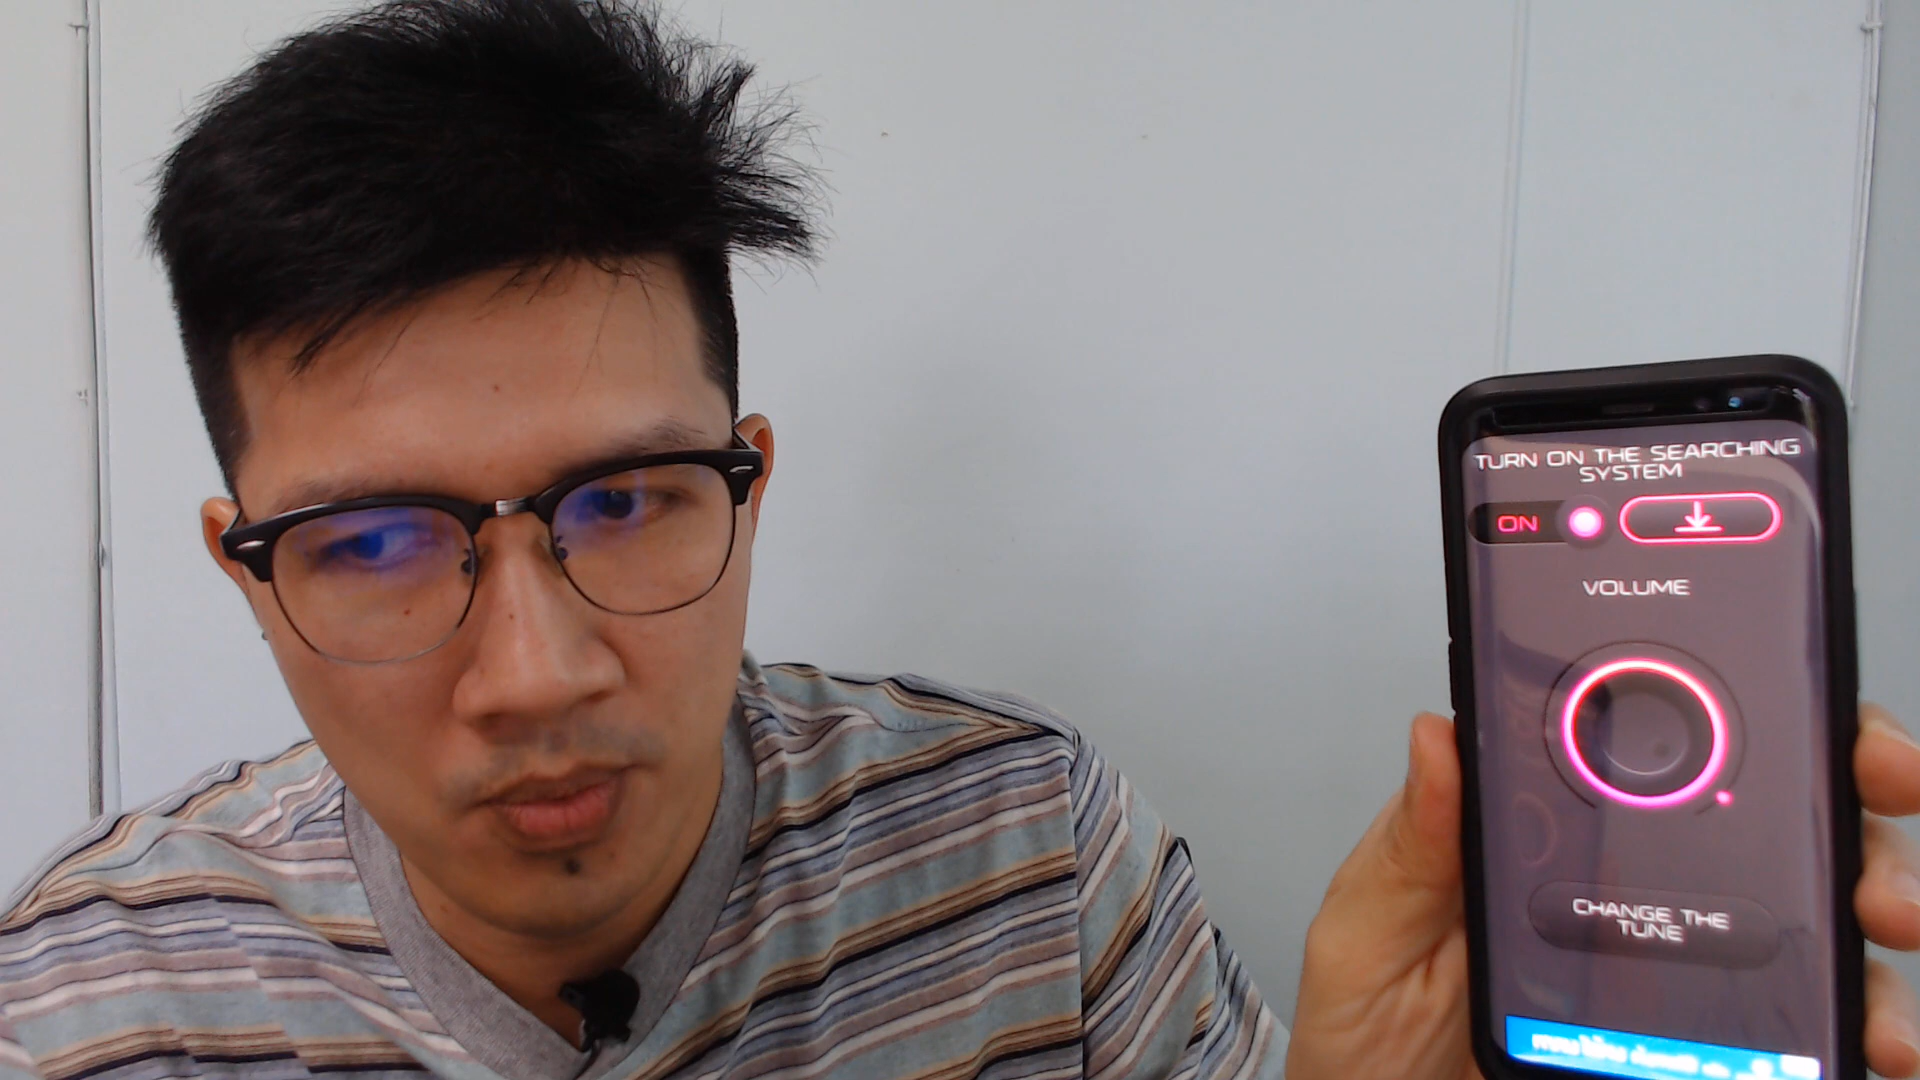 TURN ON THE SEARCHING
SYSTEM
ON
VOLUME
CHANGE THE
TUNE